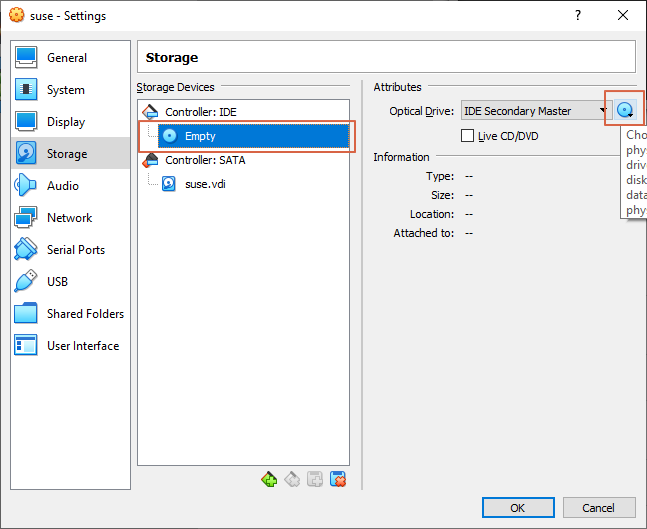 suse - Settings
?
General
System
Display
Storage
Audio
Network
Serial Ports
USB
Shared Folders
User Interface
Storage
Storage Devices
Controller: IDE
Empty
Controller: SATA
suse.vdi
Attributes
Optical Drive: IDE Secondary Master
Live CD/DVD
Information
Type: --
Size: --
Location: --
Attached to: --
Cho
phys
drive
disk
data
phy
OK
Cancel